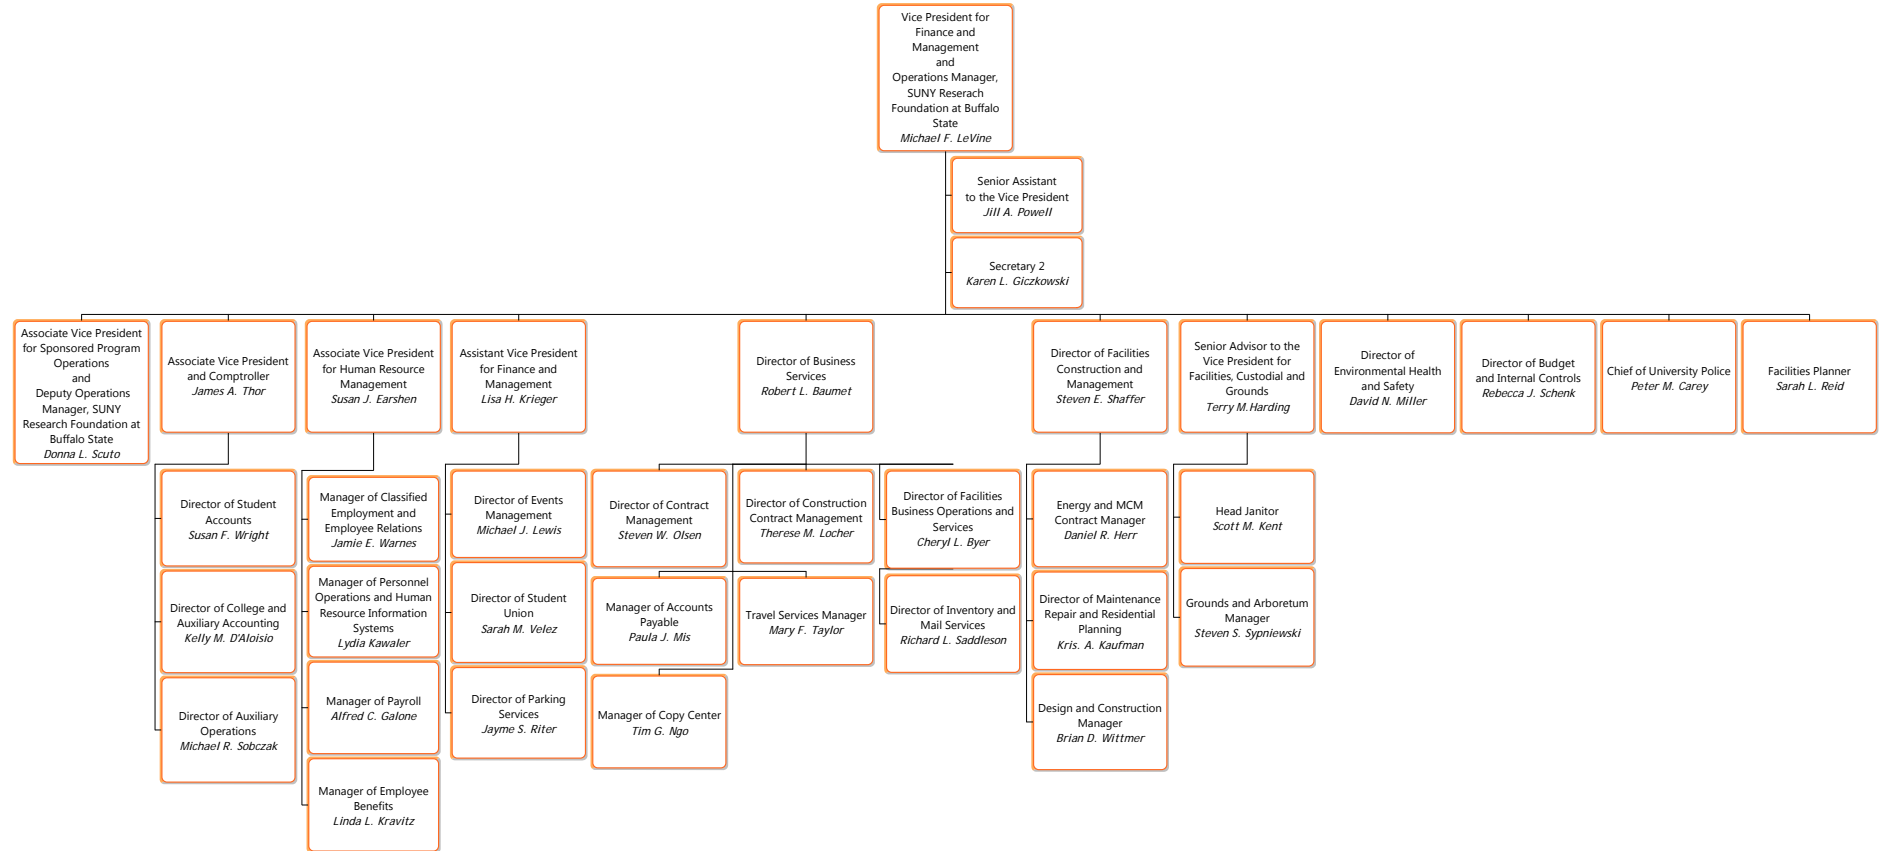 Vice President for
Finance and
Management
and
Operations Manager,
SUNY Reserach
Foundation at Buffalo
State
Michael F. LeVine
Senior Assistant
to the Vice President
Jill A. Powell
Secretary 2
Karen L. Giczkowski
Associate Vice President
for Sponsored Program
Operations
and
Deputy Operations
Manager, SUNY
Research Foundation at
Buffalo State
Donna L. Scuto
Associate Vice President
and Comptroller
James A. Thor
Associate Vice President
for Human Resource
Management
Susan J. Earshen
Assistant Vice President
for Finance and
Management
Lisa H. Krieger
Director of Business
Services
Robert L. Baumet
Director of Facilities
Construction and
Management
Steven E. Shaffer
Senior Advisor to the
Vice President for
Facilities, Custodial and
Grounds
Terry M.Harding
Director of
Environmental Health
and Safety
David N. Miller
Director of Budget
and Internal Controls
Rebecca J. Schenk
Chief of University Police
Peter M. Carey
Facilities Planner
Sarah L. Reid
Director of Student
Accounts
Susan F. Wright
Director of College and
Auxiliary Accounting
Kelly M. D'Aloisio
Director of Auxiliary
Operations
Michael R. Sobczak
Manager of Classified
Employment and
Employee Relations
Jamie E. Warnes
Manager of Personnel
Operations and Human
Resource Information
Systems
Lydia Kawaler
Manager of Payroll
Alfred C. Galone
Manager of Employee
Benefits
Linda L. Kravitz
Director of Events
Management
Michael J. Lewis
Director of Student
Union
Sarah M. Velez
Director of Parking
Services
Jayme S. Riter
Director of Contract
Management
Steven W. Olsen
Director of Construction
Contract Management
Therese M. Locher
Director of Facilities
Business Operations and
Services
Cheryl L. Byer
Manager of Accounts
Payable
Paula J. Mis
Travel Services Manager
Mary F. Taylor
Director of Inventory and
Mail Services
Richard L. Saddleson
Manager of Copy Center
Tim G. Ngo
Energy and MCM
Contract Manager
Daniel R. Herr
Director of Maintenance
Repair and Residential
Planning
Kris. A. Kaufman
Design and Construction
Manager
Brian D. Wittmer
Head Janitor
Scott M. Kent
Grounds and Arboretum
Manager
Steven S. Sypniewski